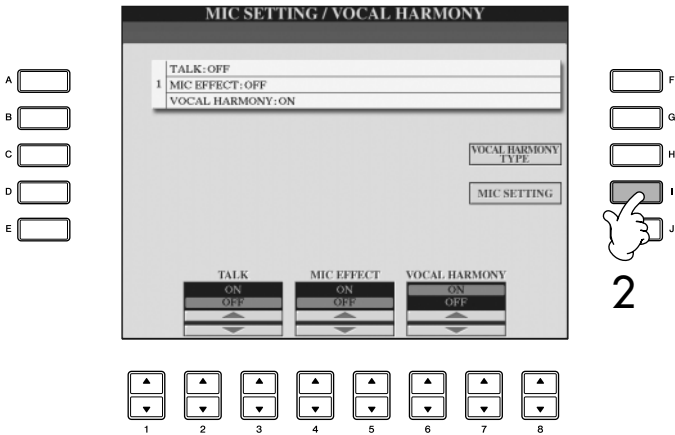 MIC SETTING / VOCAL HARMONY
TALK:OFF
1 MIC EFFECT:OFF
VOCAL HARMONY:ON
A
B
C
D
E
F
G
H
I
J
VOCAL HARMONY
TYPE
MIC SETTING
2
TALK MIC EFFECT VOCAL HARMONY
ON ON ON
OFF OFF OFF
1 2 3 4 5 6 7 8